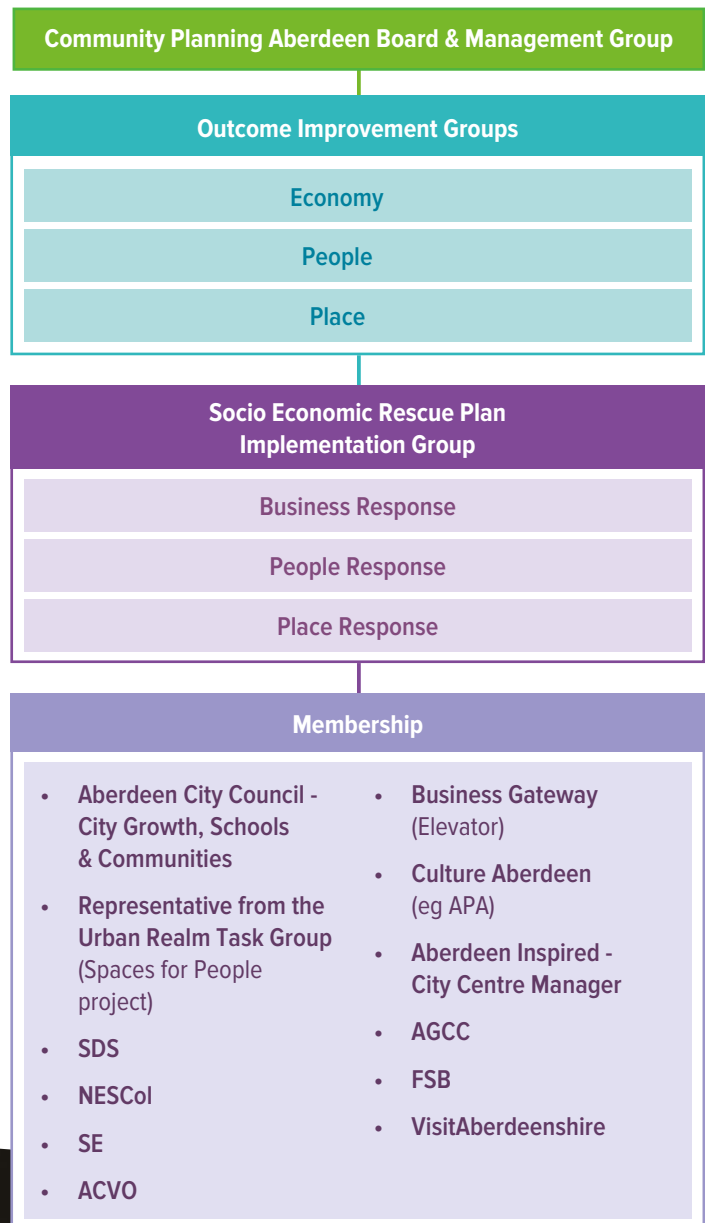 Community Planning Aberdeen Board & Management Group
Outcome Improvement Groups
Economy
People
Place
Socio Economic Rescue Plan
Implementation Group
Business Response
People Response
Place Response
Membership
• Aberdeen City Council -
City Growth, Schools
& Communities
• Representative from the
Urban Realm Task Group
(Spaces for People
project)
• SDS
• NESCol
• SE
• ACVO
• Business Gateway
(Elevator)
• Culture Aberdeen
(eg APA)
• Aberdeen Inspired -
City Centre Manager
• AGCC
• FSB
• VisitAberdeenshire